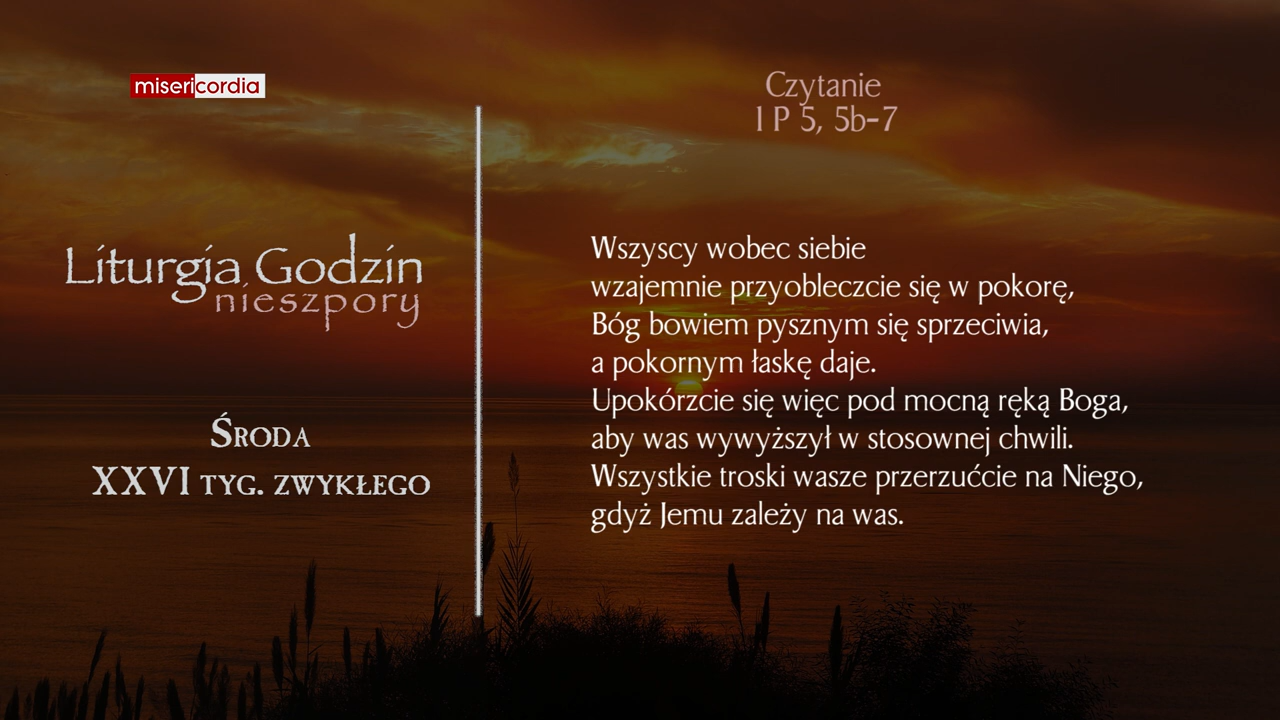 misericordia
Liturgia Godzin
nieszpory
Środa
XXVI tyg. zwykłego
Czytanie
1 P 5, 5b-7
Wszyscy wobec siebie
wzajemnie przyobleczcie się w pokorę,
Bóg bowiem pysznym się sprzeciwia,
a pokornym łaskę daje.
Upokórzcie się więc pod mocną ręką Boga,
aby was wywyższył w stosownej chwili.
Wszystkie troski wasze przerzućcie na Niego,
gdyż Jemu zależy na was.